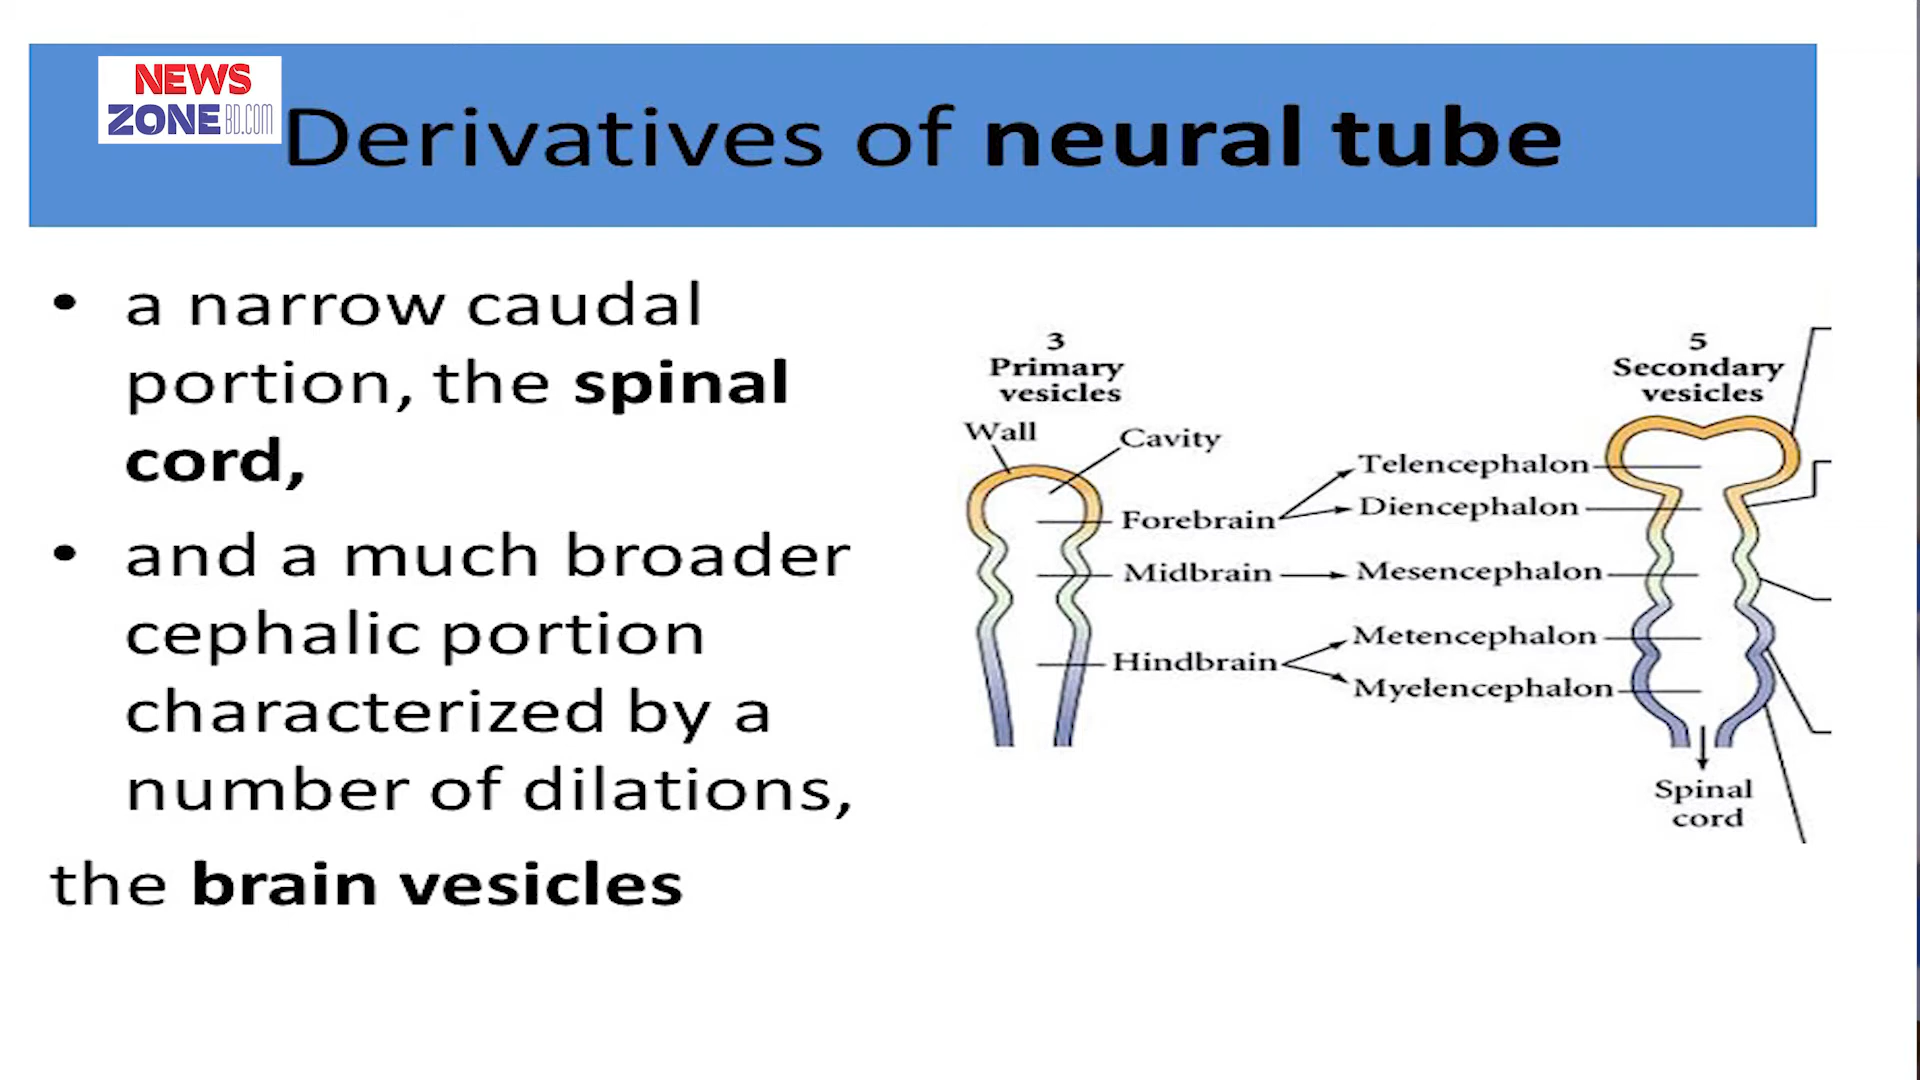 NEWS
ZONE BD.COM
Derivatives of neural tube
• a narrow caudal
portion, the spinal
cord,
• and a much broader
cephalic portion
characterized by a
number of dilations,
the brain vesicles
3
Primary
vesicles
Wall
Cavity
Forebrain
Midbrain
Hindbrain
5
Secondary
vesicles
Telencephalon
Diencephalon
Mesencephalon
Metencephalon
Myelencephalon
Spinal
cord